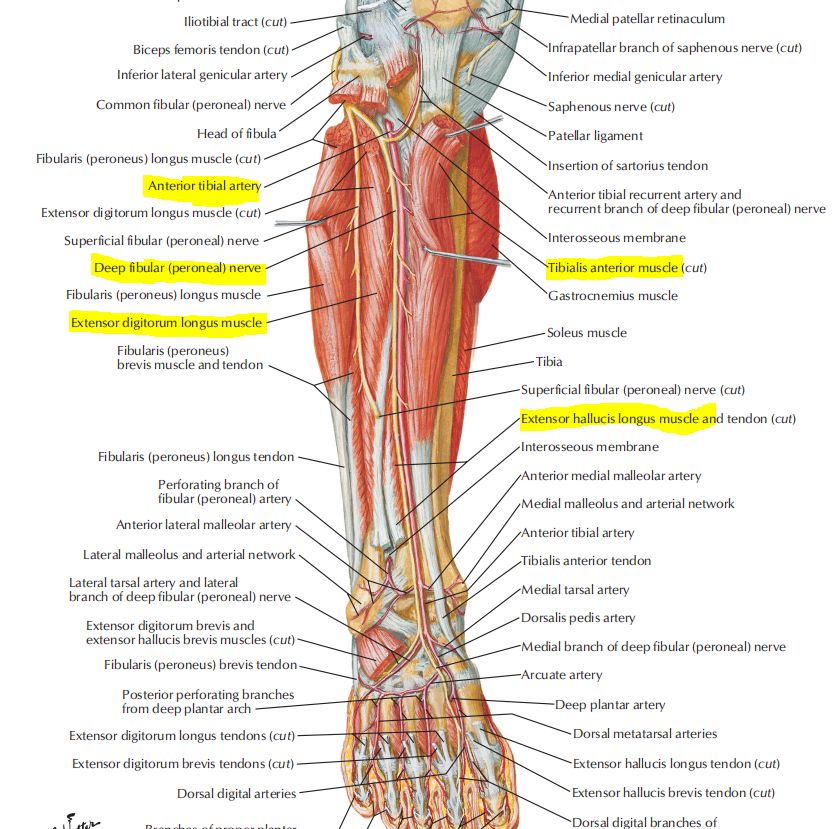 Iliotibial tract (cut)
Biceps femoris tendon (cut)
Inferior lateral genicular artery
Common fibular (peroneal) nerve
Head of fibula
Fibularis (peroneus) longus muscle (cut)
Anterior tibial artery
Extensor digitorum longus muscle (cut)
Superficial fibular (peroneal) nerve
Deep fibular (peroneal) nerve
Fibularis (peroneus) longus muscle
Extensor digitorum longus muscle
Fibularis (peroneus)
brevis muscle and tendon
Fibularis (peroneus) longus tendon
Perforating branch of
fibular (peroneal) artery
Anterior lateral malleolar artery
Lateral malleolus and arterial network
Lateral tarsal artery and lateral
branch of deep fibular (peroneal) nerve
Extensor digitorum brevis and
extensor hallucis brevis muscles (cut)
Fibularis (peroneus) brevis tendon
Posterior perforating branches
from deep plantar arch
Extensor digitorum longus tendons (cut)
Extensor digitorum brevis tendons (cut)
Dorsal digital arteries
Branches of proper plantar
Medial patellar retinaculum
Infrapatellar branch of saphenous nerve (cut)
Inferior medial genicular artery
Saphenous nerve (cut)
Patellar ligament
Insertion of sartorius tendon
Anterior tibial recurrent artery and
recurrent branch of deep fibular (peroneal) nerve
Interosseous membrane
Tibialis anterior muscle (cut)
Gastrocnemius muscle
Soleus muscle
Tibia
Superficial fibular (peroneal) nerve (cut)
Extensor hallucis longus muscle and tendon (cut)
Interosseous membrane
Anterior medial malleolar artery
Medial malleolus and arterial network
Anterior tibial artery
Tibialis anterior tendon
Medial tarsal artery
Dorsalis pedis artery
Medial branch of deep fibular (peroneal) nerve
Arcuate artery
Deep plantar artery
Dorsal metatarsal arteries
Extensor hallucis longus tendon (cut)
Extensor hallucis brevis tendon (cut)
Dorsal digital branches of